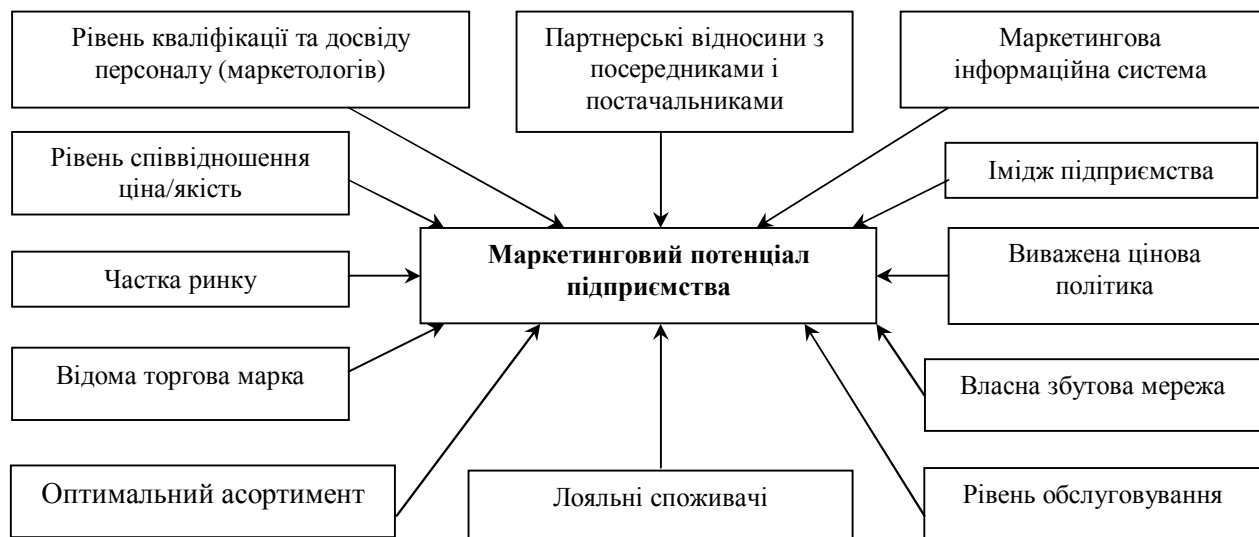 Рівень кваліфікації та досвіду
персоналу (маркетологів)
Партнерські відносини з
посередниками і
постачальниками
Маркетингова
інформаційна система
Рівень співвідношення
ціна/якість
Імідж підприємства
Маркетинговий потенціал
підприємства
Частка ринку
Виважена цінова
політика
Відома торгова марка
Власна збутова мережа
Оптимальний асортимент
Лояльні споживачі
Рівень обслуговування